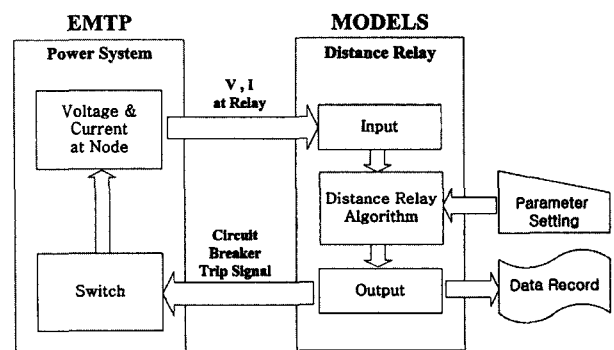 EMTP
MODELS
Power System
Distance Relay
V , I
at Relay
Voltage &
Current
at Node
Input
Distance Relay
Algorithm
Parameter
Setting
Circuit
Breaker
Trip Signal
Switch
Output
Data Record